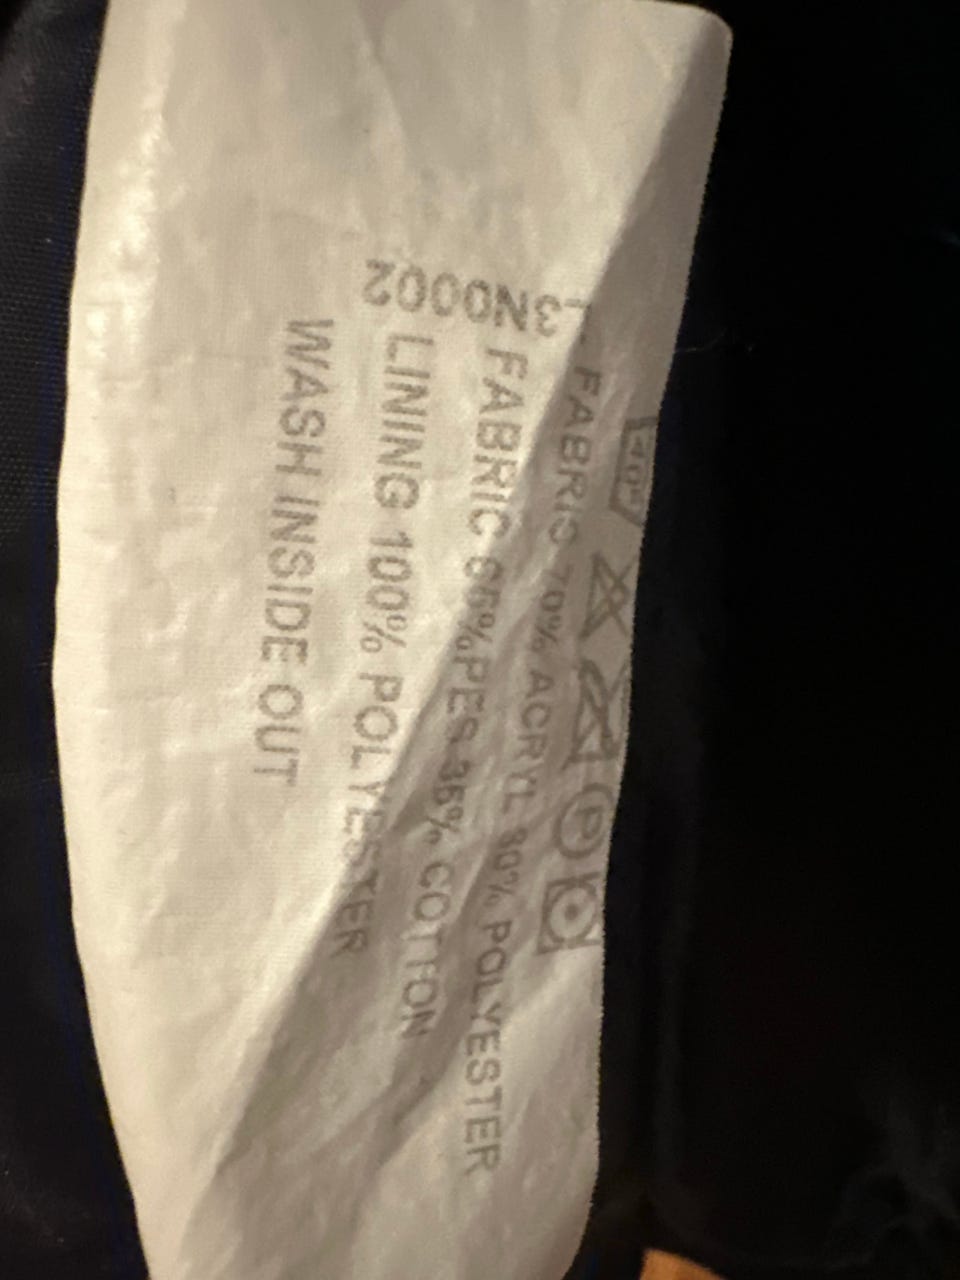 40°
P
FABRIC 70% ACRYL 30% POLYESTER
FABRIC 65%PES 35% COTTON
LINING 100% POLYESTER
WASH INSIDE OUT
L3N0002